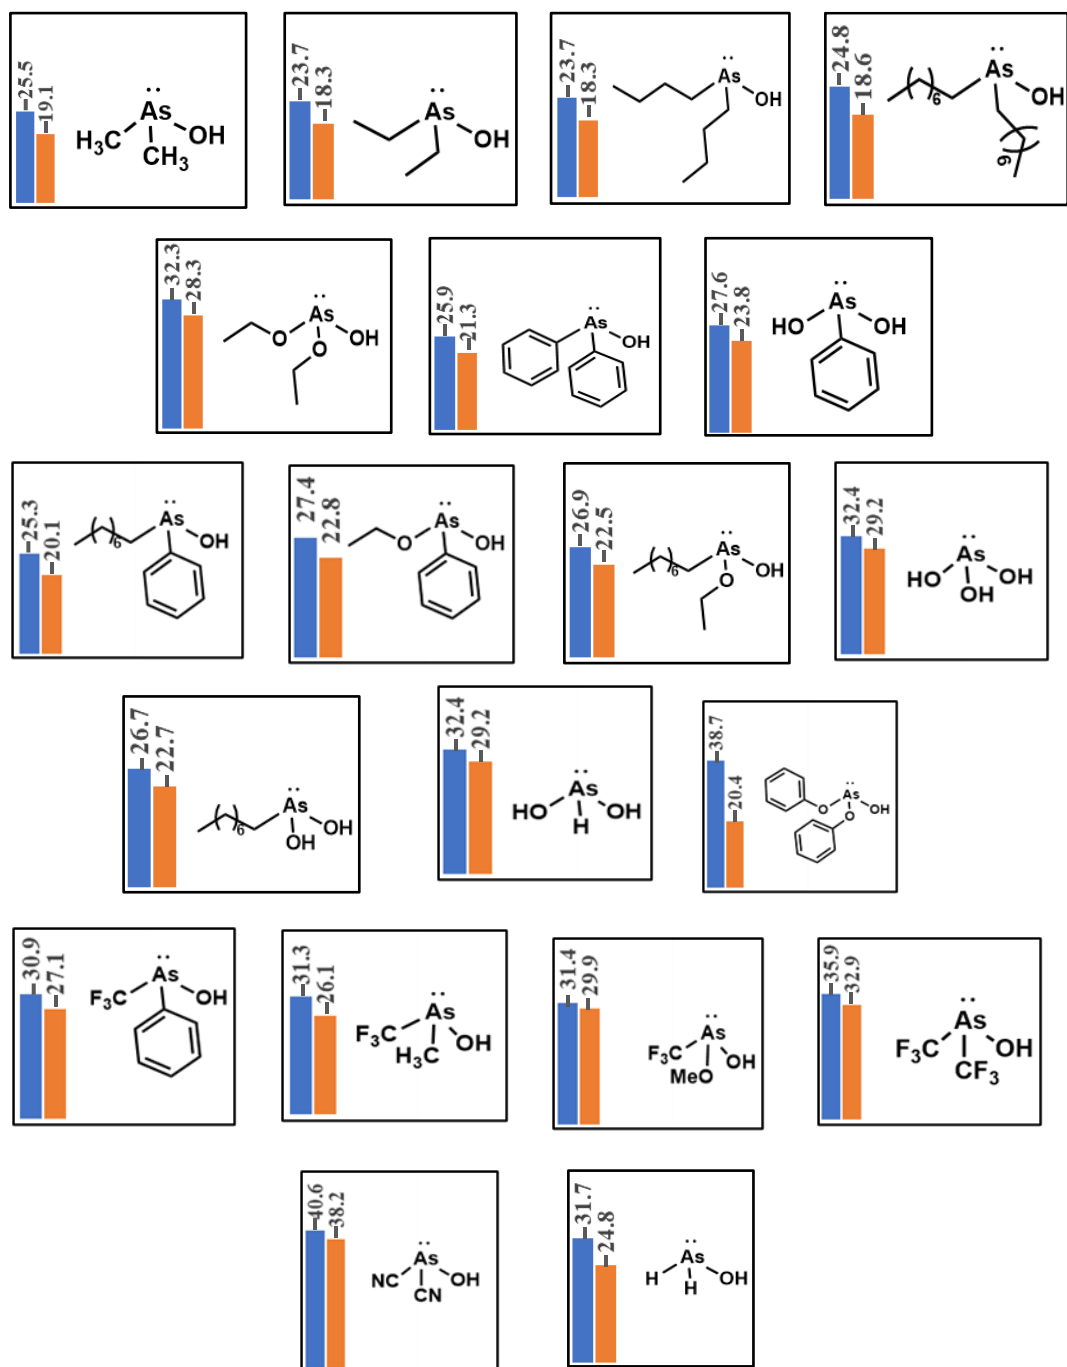 25.5 19.1 As H₃C CH₃ OH
23.7 18.3 As OH
23.7 18.3 As OH
24.8 18.6 As OH 6 6
32.3 28.3 As O O OH
25.9 21.3 As OH
27.6 23.8 As HO OH
25.3 20.1 As OH 6
27.4 22.8 As O OH
26.9 22.5 As OH O 6
32.4 29.2 As HO OH OH
26.7 22.7 As OH OH 6
32.4 29.2 As HO H OH
38.7 20.4 As O O OH
30.9 27.1 As F₃C OH
31.3 26.1 As F₃C H₃C OH
31.4 29.9 As F₃C MeO OH
35.9 32.9 As F₃C CF₃ OH
40.6 38.2 As NC CN OH
31.7 24.8 As H H OH